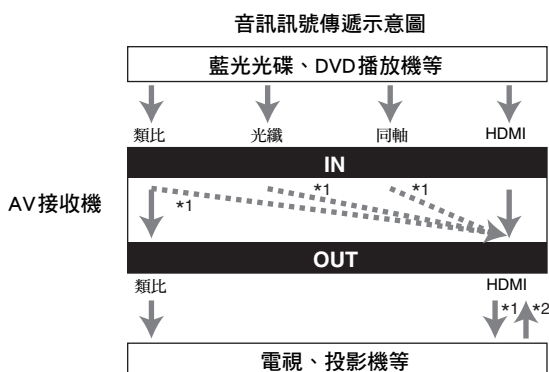 音訊訊號傳遞示意圖
藍光光碟、DVD播放機等
類比 光纖 同軸 HDMI
IN
AV接收機
*1 *1 *1
OUT
類比 HDMI
*1 *2
電視、投影機等